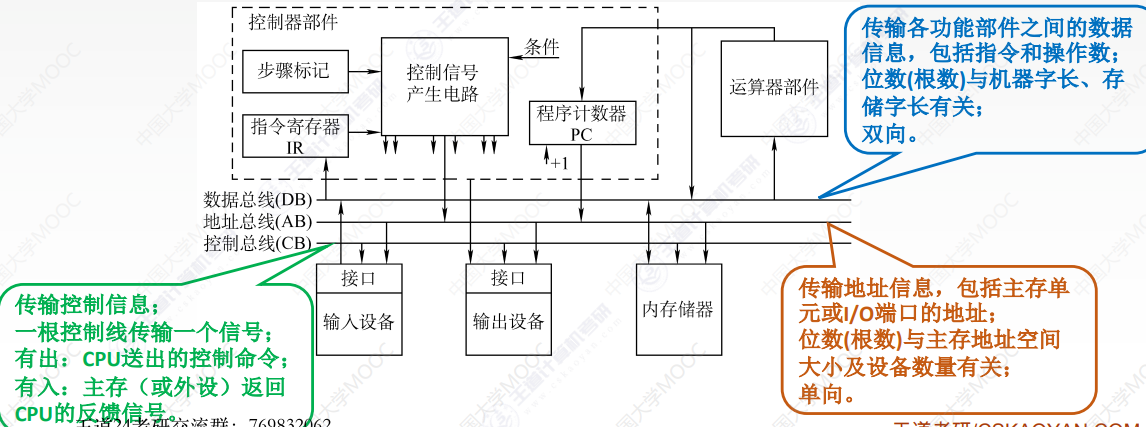 控制器部件
步骤标记
控制信号
产生电路
条件
指令寄存器
IR
程序计数器
PC
+1
运算器部件
传输各功能部件之间的数据
信息，包括指令和操作数；
位数(根数)与机器字长、存
储字长有关；
双向。
数据总线(DB)
地址总线(AB)
控制总线(CB)
接口
输入设备
接口
输出设备
内存储器
传输控制信息；
一根控制线传输一个信号；
有出：CPU送出的控制命令；
有入：主存（或外设）返回
CPU的反馈信号。
传输地址信息，包括主存单
元或I/O端口的地址；
位数(根数)与主存地址空间
大小及设备数量有关；
单向。
王道24考研交流群：769832062
王道考研/CSKAOYAN.COM
中国大学MOOC